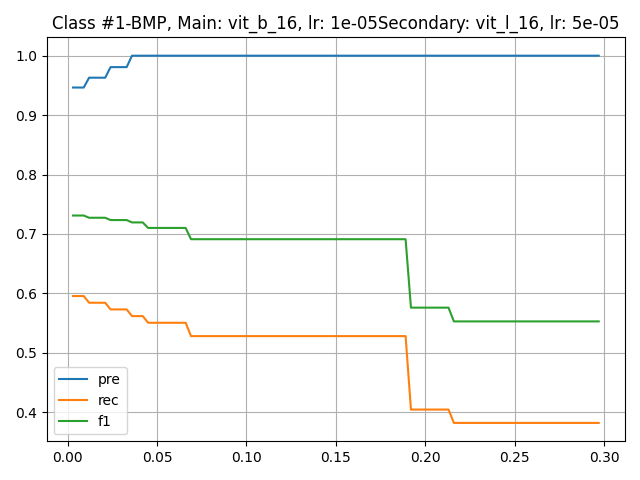 Class #1-BMP, Main: vit_b_16, lr: 1e-05Secondary: vit_l_16, lr: 5e-05
1.0
0.9
0.8
0.7
0.6
0.5
0.4
pre
rec
f1
0.00 0.05 0.10 0.15 0.20 0.25 0.30